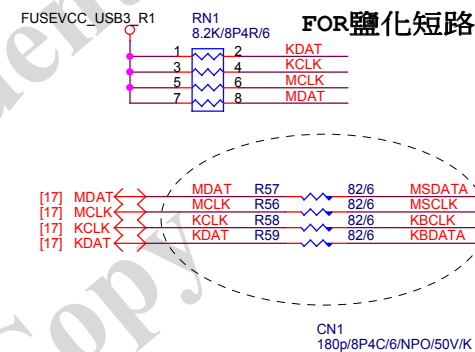 FUSEVCC_USB3_R1
RN1
8.2K/8P4R/6
FOR鹽化短路
1 2 KDAT
3 4 KCLK
5 6 MCLK
7 8 MDAT
[17] MDAT MDAT R57 82/6 MSDATA
[17] MCLK MCLK R56 82/6 MSCLK
[17] KCLK KCLK R58 82/6 KBCLK
[17] KDAT KDAT R59 82/6 KBDATA
CN1
180p/8P4C/6/NPO/50V/K
Copy